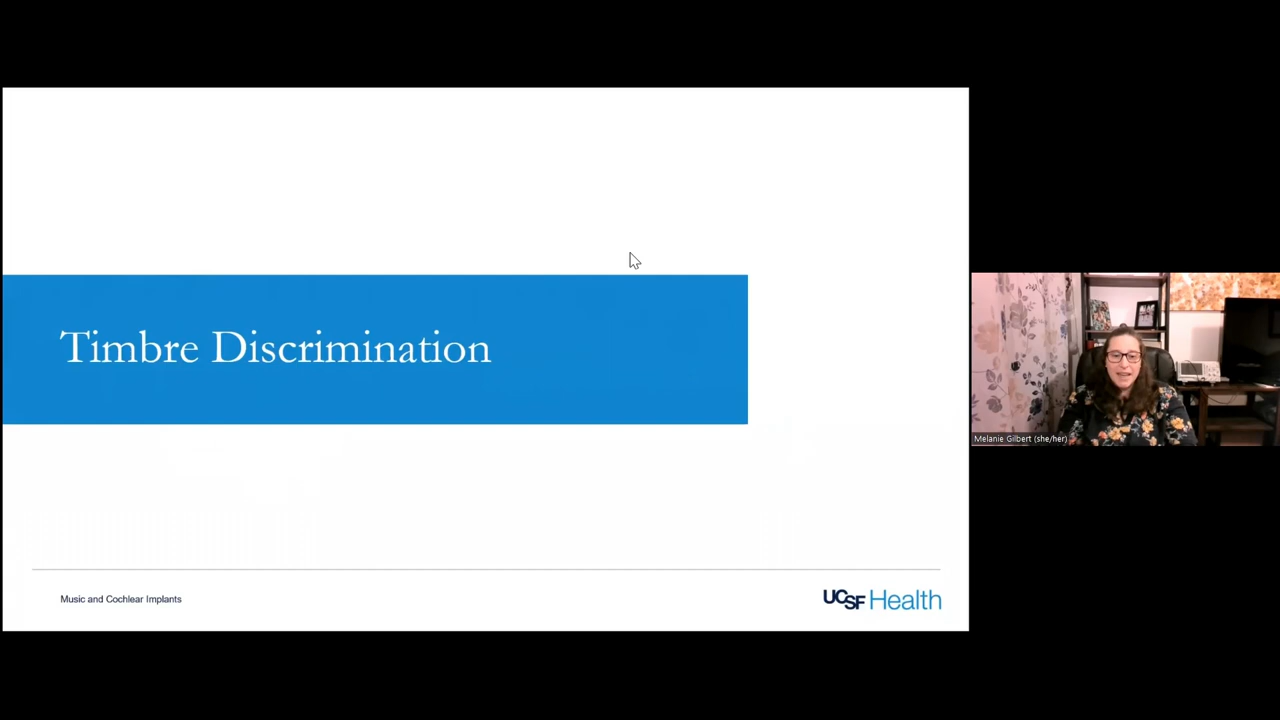 Timbre Discrimination
Melanie Gilbert (she/her)
Music and Cochlear Implants
UCSF Health